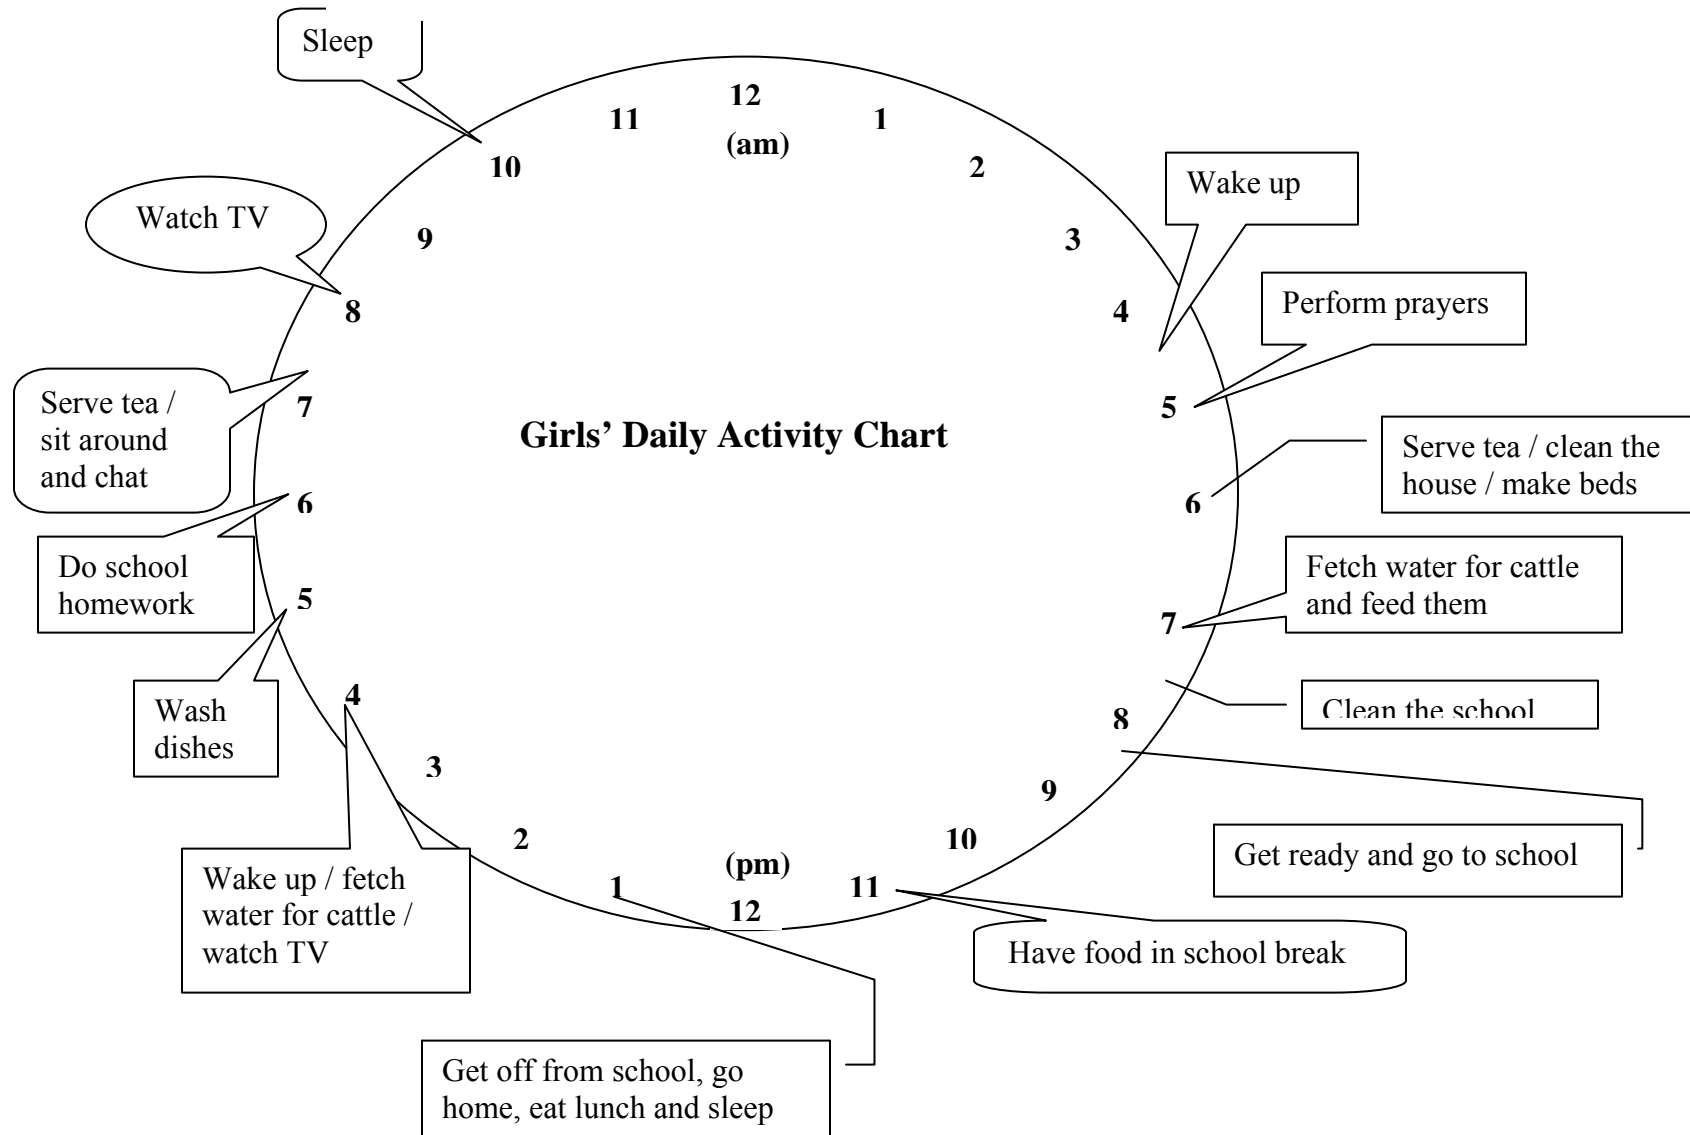 Sleep
12
(am)
11
1
10
2
Watch TV
9
3
Wake up
8
4
Perform prayers
Serve tea /
sit around
and chat
7
5
Girls' Daily Activity Chart
Serve tea / clean the
house / make beds
6
6
Do school
homework
Fetch water for cattle
and feed them
5
7
Wash
dishes
4
8
Clean the school
3
9
2
10
Get ready and go to school
(pm)
1
11
12
Wake up / fetch
water for cattle /
watch TV
Have food in school break
Get off from school, go
home, eat lunch and sleep